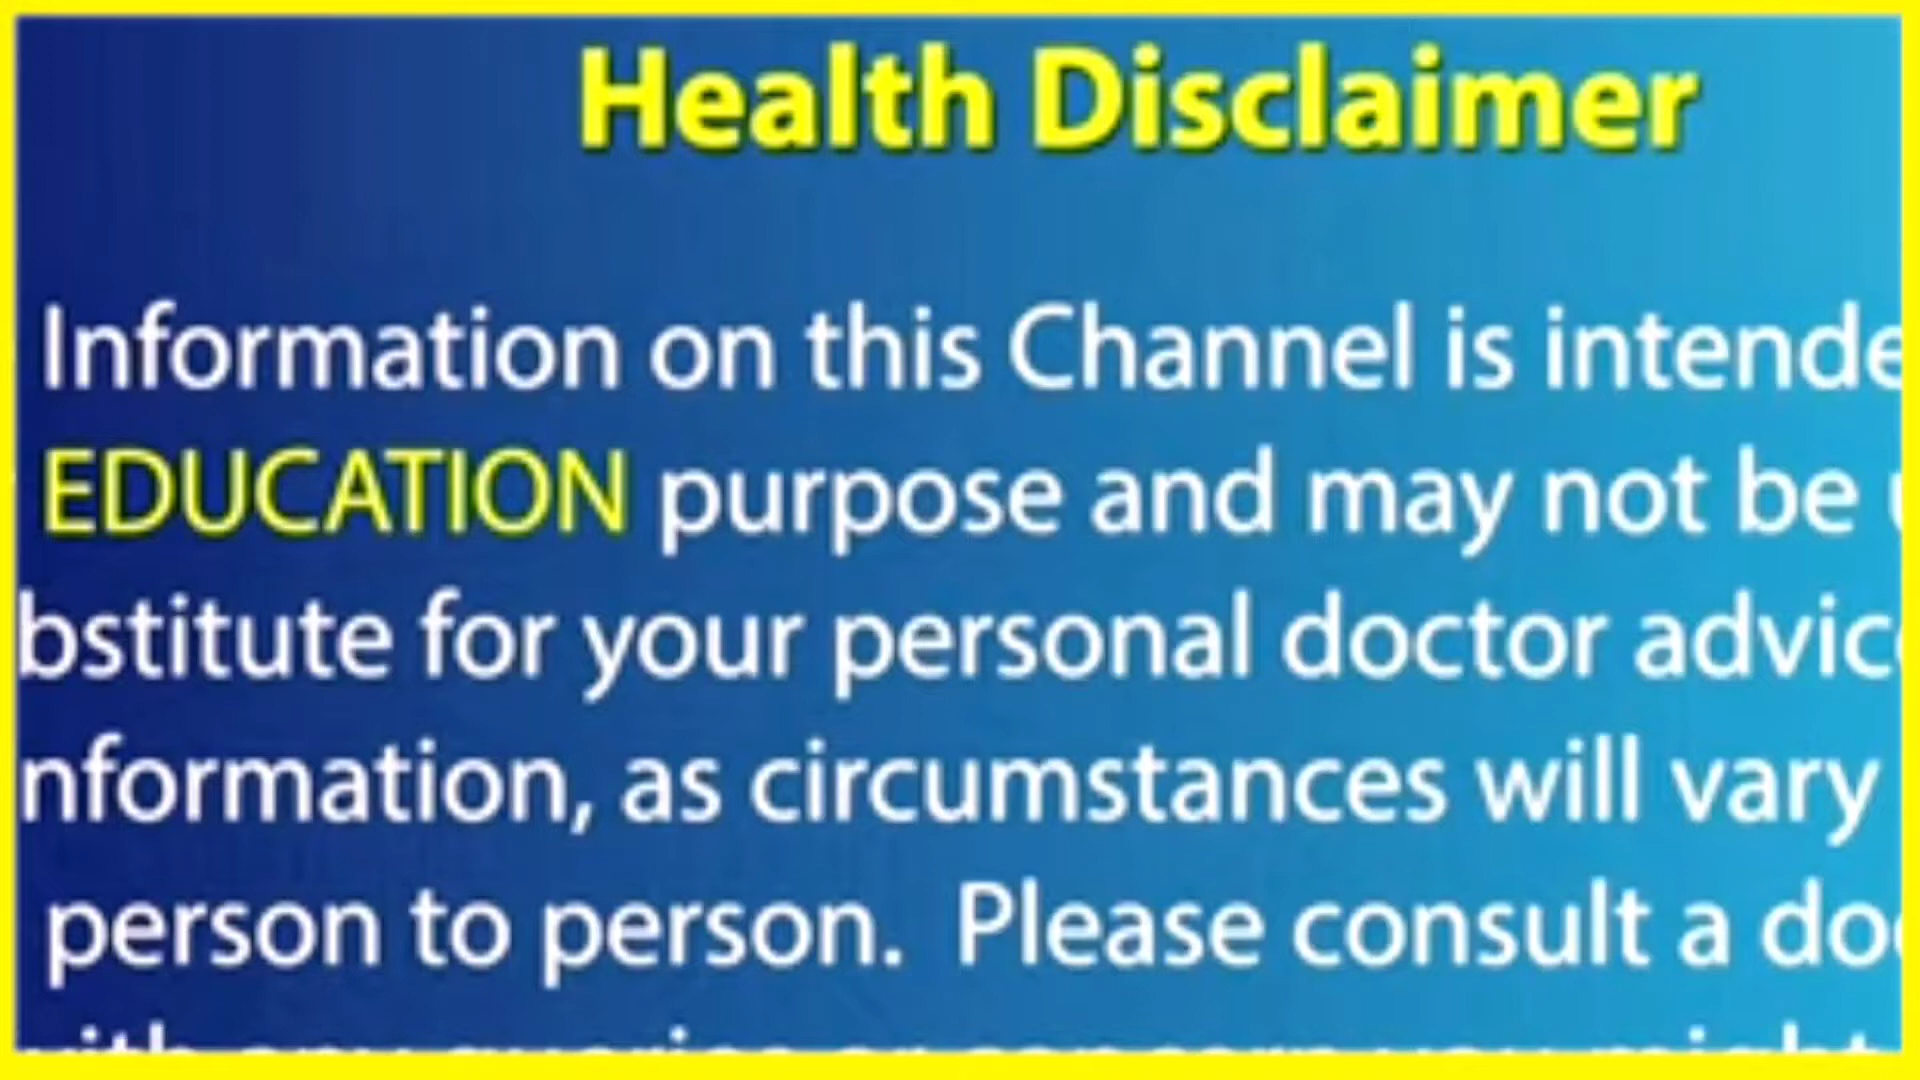 Health Disclaimer
Information on this Channel is intende
EDUCATION purpose and may not be
bstitute for your personal doctor advic
nformation, as circumstances will vary
person to person. Please consult a do